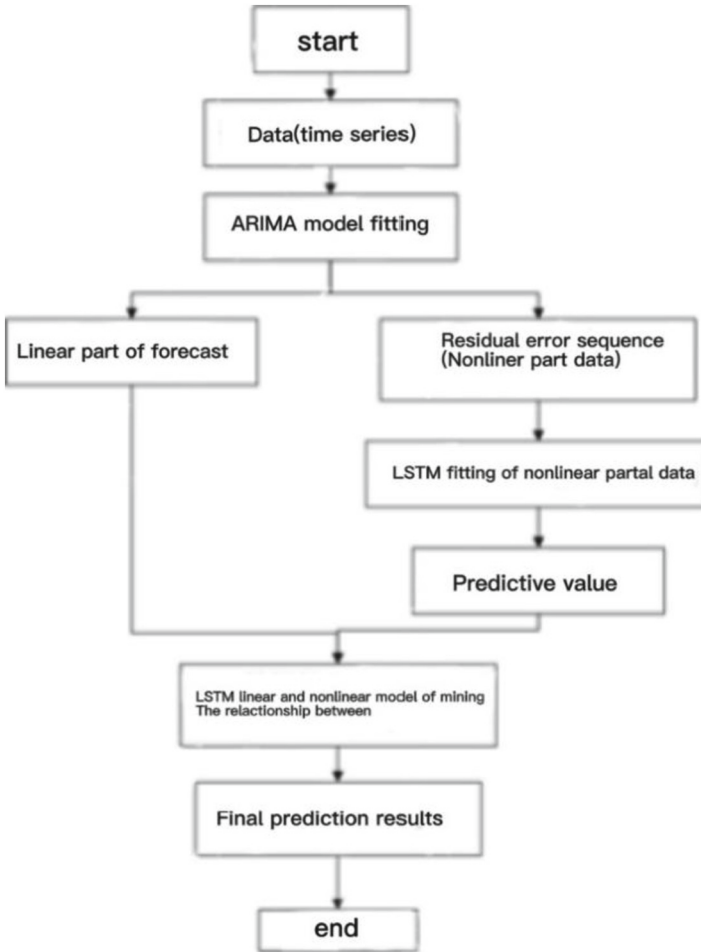 start
Data(time series)
ARIMA model fitting
Linear part of forecast
Residual error sequence
(Nonliner part data)
LSTM fitting of nonlinear partal data
Predictive value
LSTM linear and nonlinear model of mining
The relactionship between
Final prediction results
end